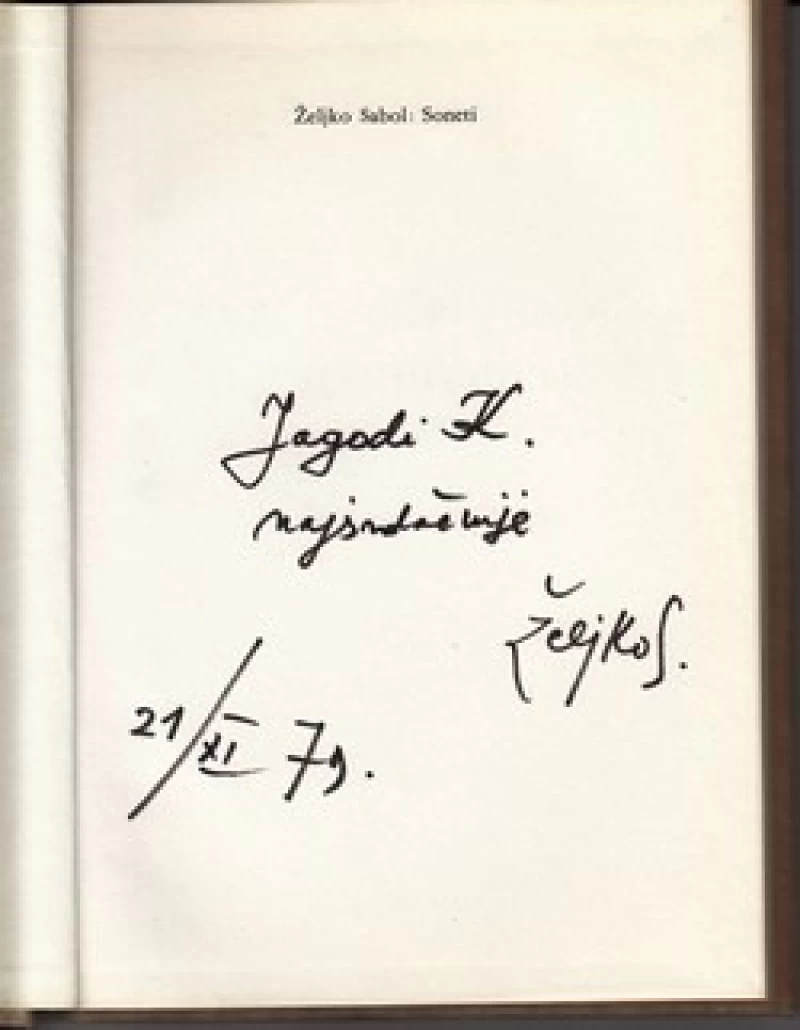 Željko Sabol: Soneti
Jagodi K.
najsrdačnije
Željko S.
21/XI 79.